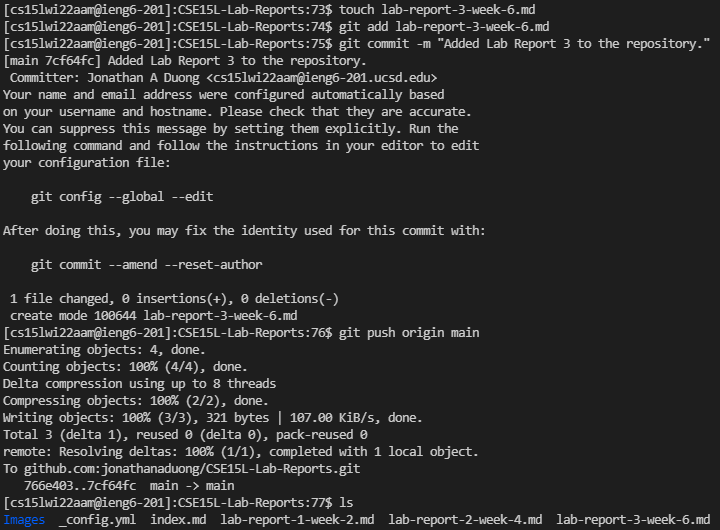 [cs15lwi22aam@ieng6-201]:CSE15L-Lab-Reports:73$ touch lab-report-3-week-6.md
[cs15lwi22aam@ieng6-201]:CSE15L-Lab-Reports:74$ git add lab-report-3-week-6.md
[cs15lwi22aam@ieng6-201]:CSE15L-Lab-Reports:75$ git commit -m "Added Lab Report 3 to the repository."
[main 7cf64fc] Added Lab Report 3 to the repository.
 Committer: Jonathan A Duong <cs15lwi22aam@ieng6-201.ucsd.edu>
Your name and email address were configured automatically based
on your username and hostname. Please check that they are accurate.
You can suppress this message by setting them explicitly. Run the
following command and follow the instructions in your editor to edit
your configuration file:

    git config --global --edit

After doing this, you may fix the identity used for this commit with:

    git commit --amend --reset-author

 1 file changed, 0 insertions(+), 0 deletions(-)
 create mode 100644 lab-report-3-week-6.md
[cs15lwi22aam@ieng6-201]:CSE15L-Lab-Reports:76$ git push origin main
Enumerating objects: 4, done.
Counting objects: 100% (4/4), done.
Delta compression using up to 8 threads
Compressing objects: 100% (2/2), done.
Writing objects: 100% (3/3), 321 bytes | 107.00 KiB/s, done.
Total 3 (delta 1), reused 0 (delta 0), pack-reused 0
remote: Resolving deltas: 100% (1/1), completed with 1 local object.
To github.com:jonathanaduong/CSE15L-Lab-Reports.git
   766e403..7cf64fc  main -> main
[cs15lwi22aam@ieng6-201]:CSE15L-Lab-Reports:77$ ls
Images  _config.yml  index.md  lab-report-1-week-2.md  lab-report-2-week-4.md  lab-report-3-week-6.md